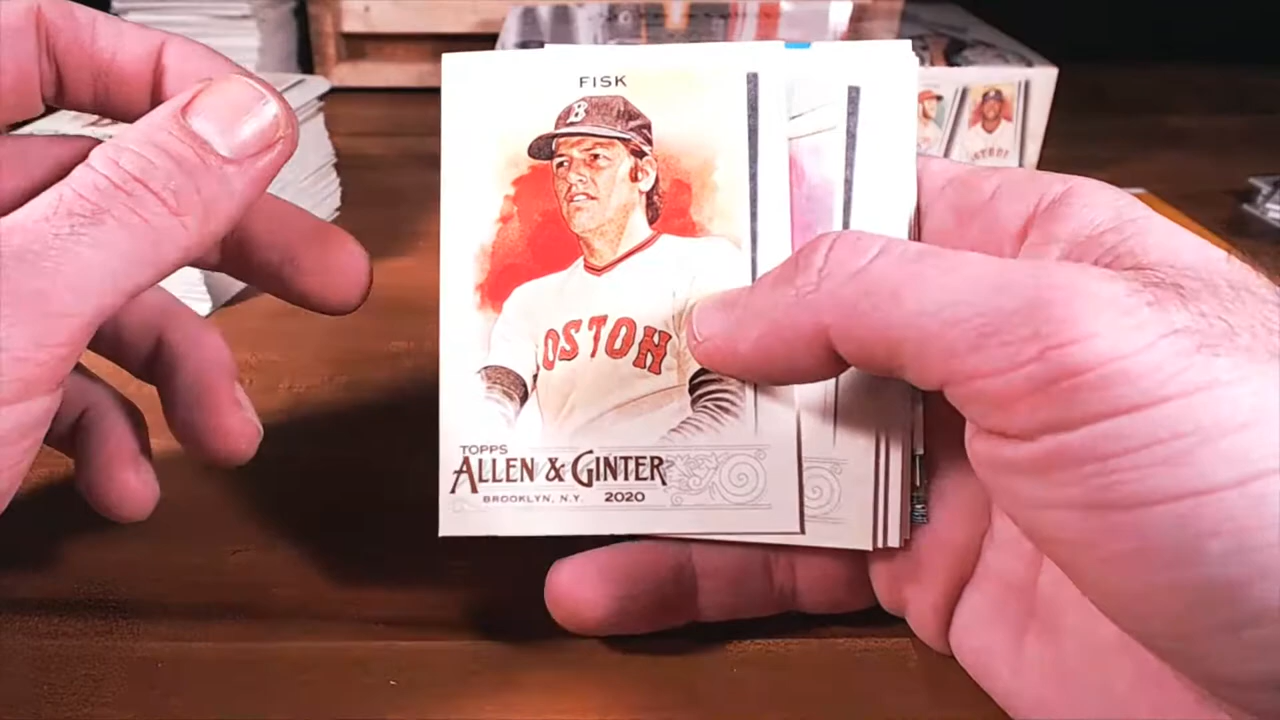 FISK
B
OSTON
TOPPS
ALLEN & GINTER
BROOKLYN, N.Y. 2020